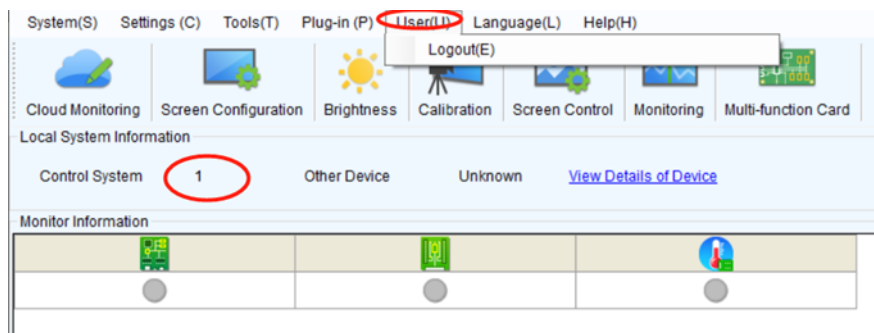 System(S) Settings (C) Tools(T) Plug-in (P) User(U) Language(L) Help(H)
Logout(E)
Cloud Monitoring Screen Configuration Brightness Calibration Screen Control Monitoring Multi-function Card
Local System Information
Control System 1 Other Device Unknown View Details of Device
Monitor Information